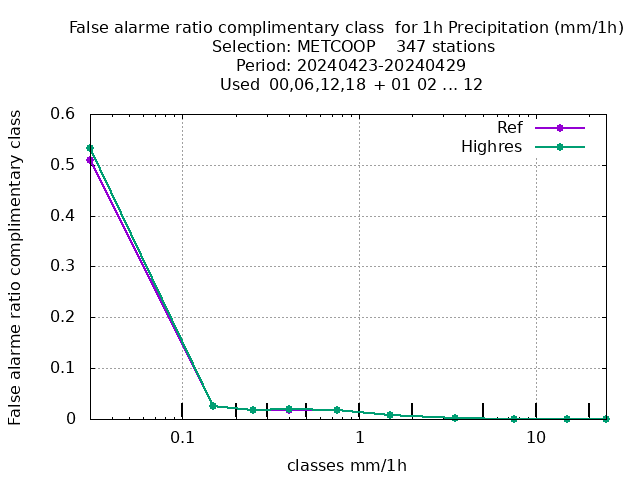 False alarme ratio complimentary class  for 1h Precipitation (mm/1h)
Selection: METCOOP    347 stations
Period: 20240423-20240429
Used  00,06,12,18  + 01 02 ... 12
False alarme ratio complimentary class
0.6
0.5
0.4
0.3
0.2
0.1
0
Ref
Highres
0.1
1
10
classes mm/1h